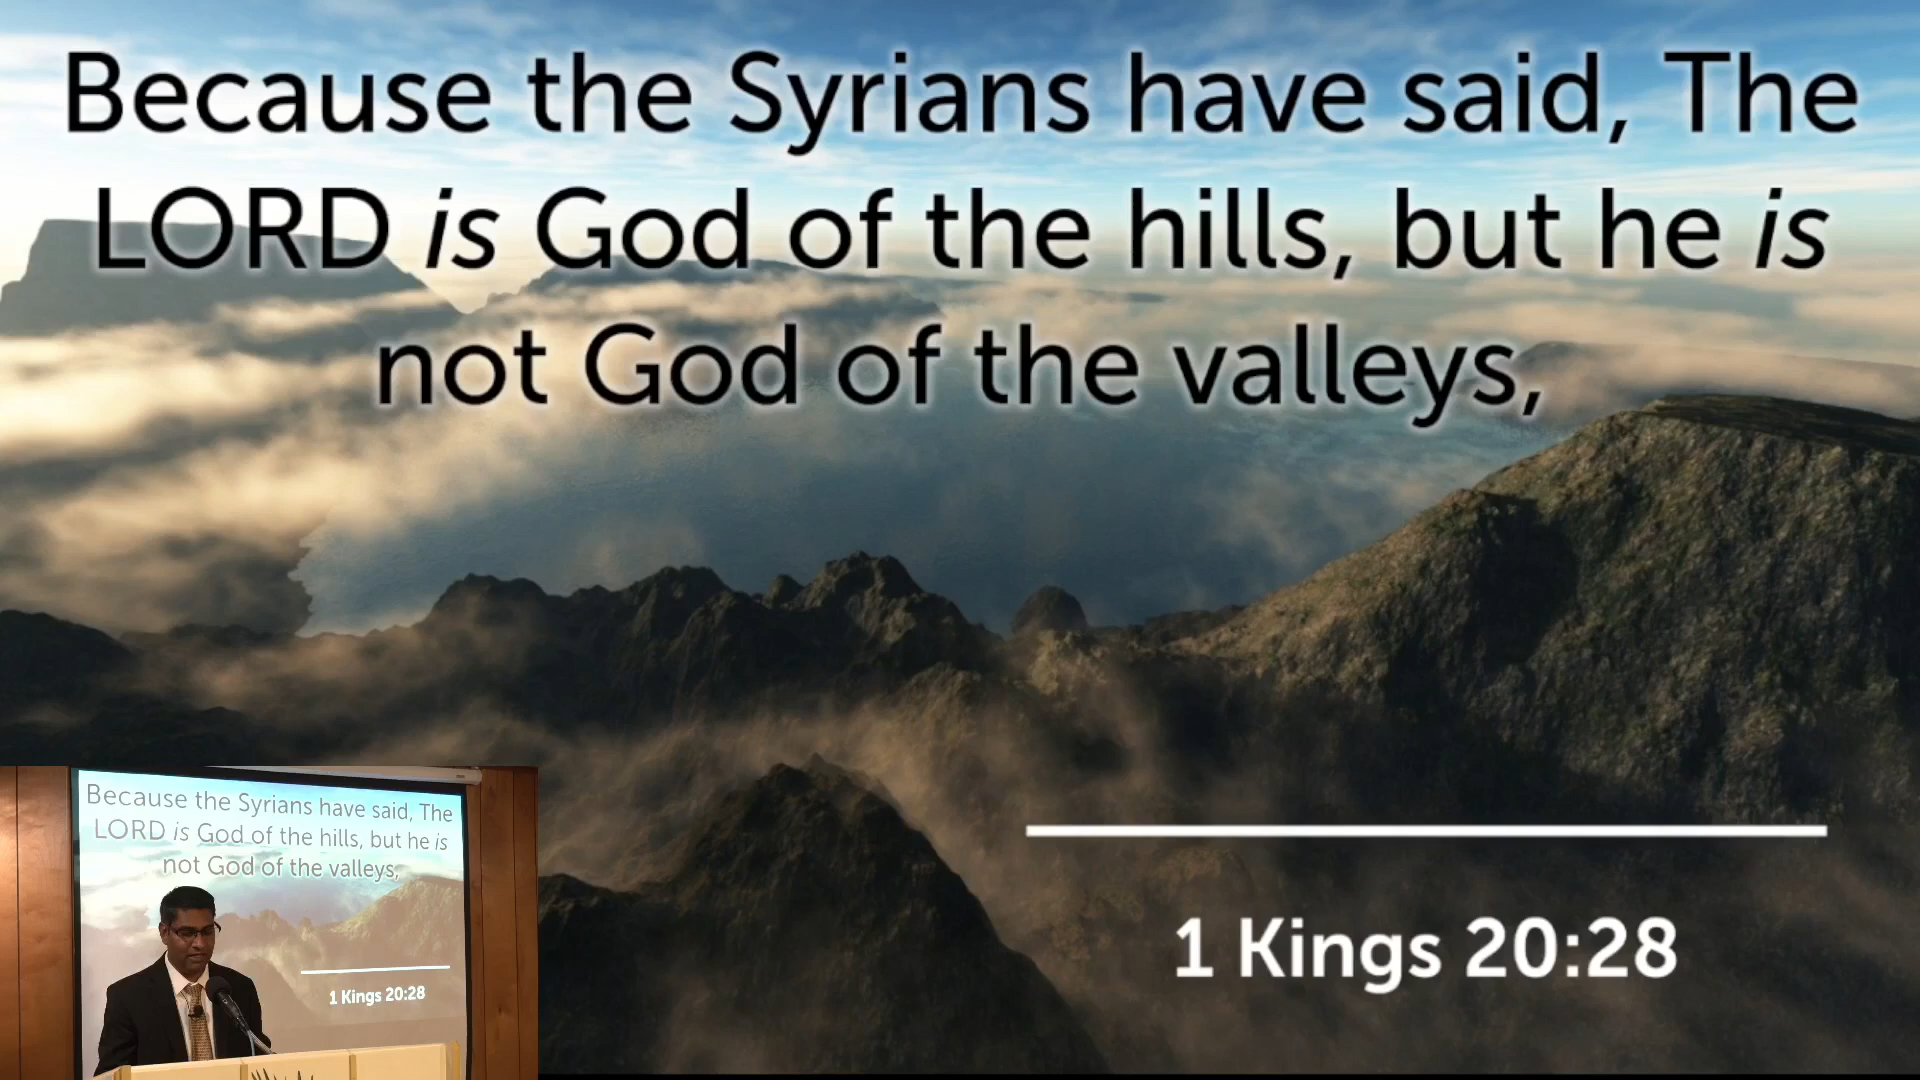 Because the Syrians have said, The
LORD is God of the hills, but he is
not God of the valleys,
1 Kings 20:28
Because the Syrians have said, The
LORD is God of the hills, but he is
not God of the valleys,
1 Kings 20:28